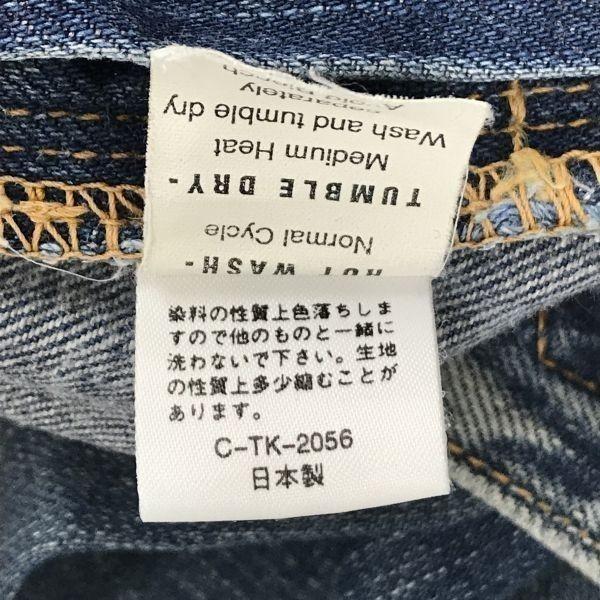 HOT WASH-
Normal Cycle
TUMBLE DRY-
Medium Heat
Wash and tumble dry
separately
染料の性質上色落ちしま
すので他のものと一緒に
洗わないで下さい。生地
の性質上多少縮むことが
あります。
C-TK-2056
日本製